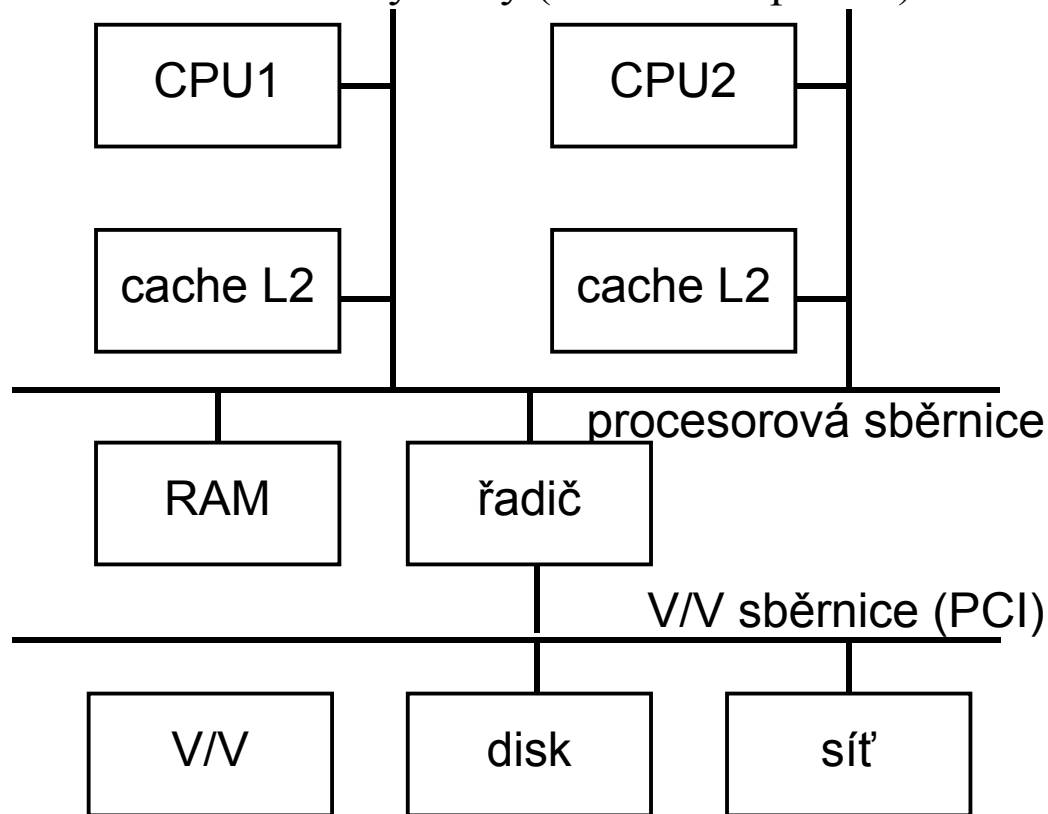 CPU1 CPU2
cache L2 cache L2
procesorová sběrnice
RAM řadič
V/V sběrnice (PCI)
V/V disk síť